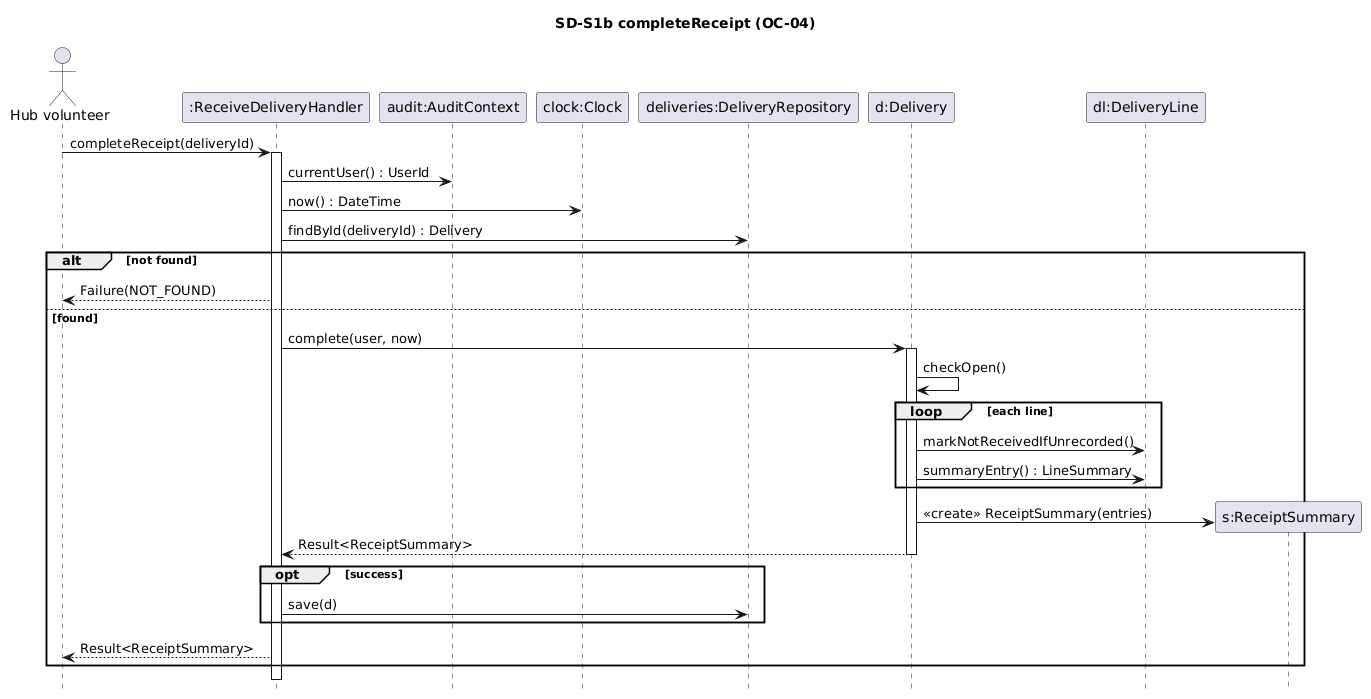 SD-S1b completeReceipt (OC-04)
Hub volunteer
:ReceiveDeliveryHandler
audit:AuditContext
clock:Clock
deliveries:DeliveryRepository
d:Delivery
dl:DeliveryLine
completeReceipt(deliveryId)
currentUser() : UserId
now() : DateTime
findById(deliveryId) : Delivery
alt [not found]
Failure(NOT_FOUND)
[found]
complete(user, now)
checkOpen()
loop [each line]
markNotReceivedIfUnrecorded()
summaryEntry() : LineSummary
«create» ReceiptSummary(entries)
s:ReceiptSummary
Result<ReceiptSummary>
opt [success]
save(d)
Result<ReceiptSummary>